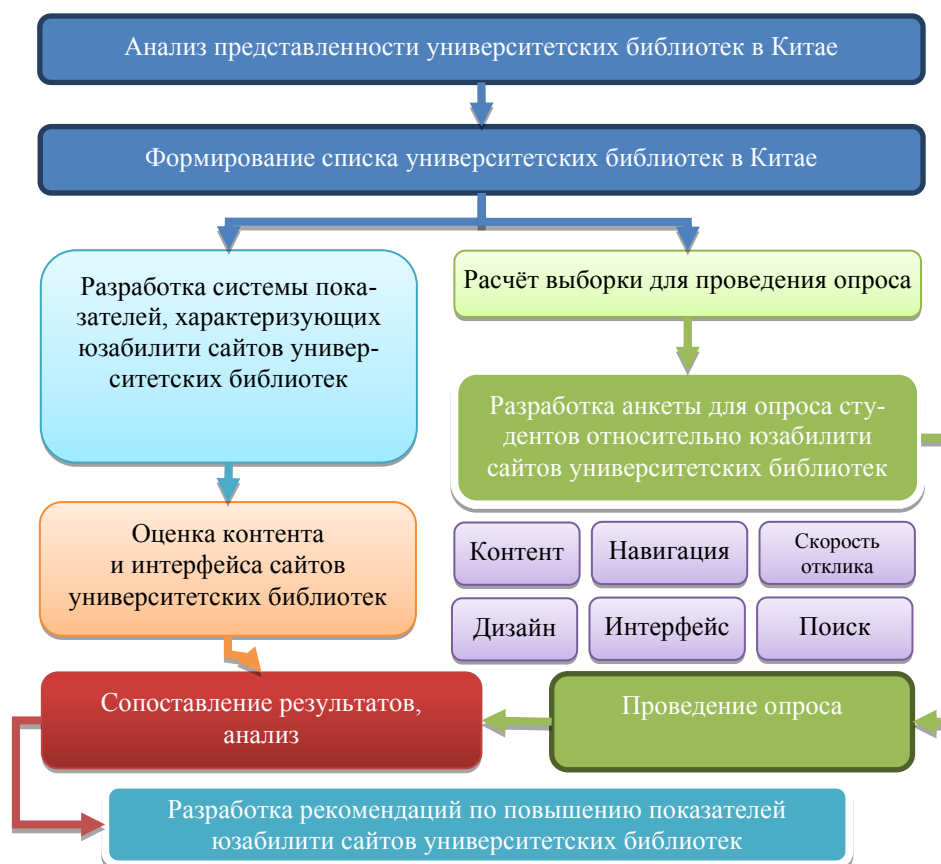 Анализ представленности университетских библиотек в Китае
Формирование списка университетских библиотек в Китае
Разработка системы пока-
зателей, характеризующих
юзабилити сайтов универ-
ситетских библиотек
Оценка контента
и интерфейса сайтов
университетских библиотек
Расчёт выборки для проведения опроса
Разработка анкеты для опроса сту-
дентов относительно юзабилити
сайтов университетских библиотек
Контент
Навигация
Скорость
отклика
Дизайн
Интерфейс
Поиск
Проведение опроса
Сопоставление результатов,
анализ
Разработка рекомендаций по повышению показателей
юзабилити сайтов университетских библиотек